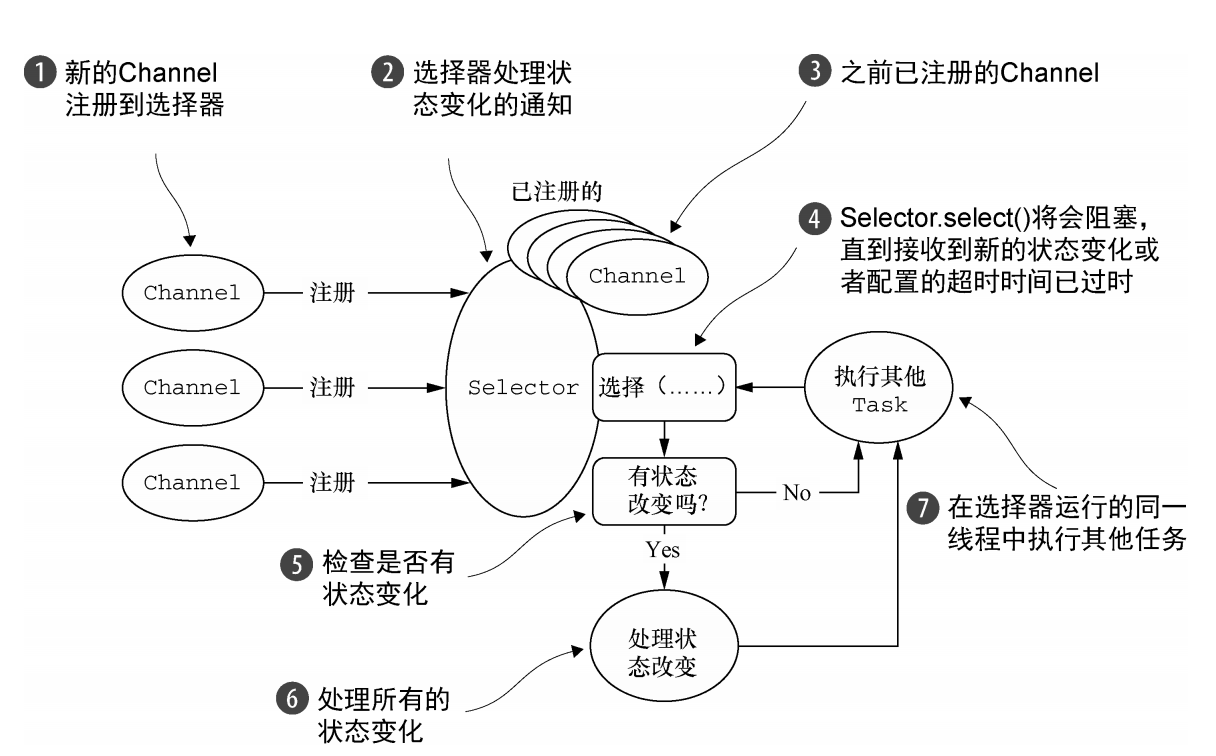 1 新的Channel
注册到选择器
2 选择器处理状
态变化的通知
3 之前已注册的Channel
已注册的
Channel
4 Selector.select()将会阻塞，
直到接收到新的状态变化或
者配置的超时时间已过时
Channel
注册
Channel
注册
Channel
注册
Selector
选择（……）
执行其他
Task
有状态
改变吗？
No
Yes
7 在选择器运行的同一
线程中执行其他任务
5 检查是否有
状态变化
处理状
态改变
6 处理所有的
状态变化